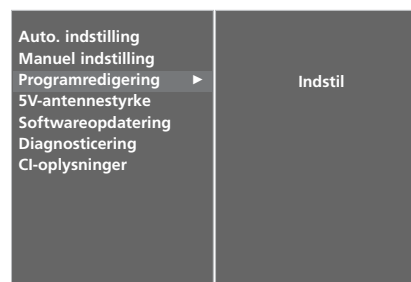 Auto. indstilling
Manuel indstilling
Programredigering ►
Indstil
5V-antennestyrke
Softwareopdatering
Diagnosticering
CI-oplysninger